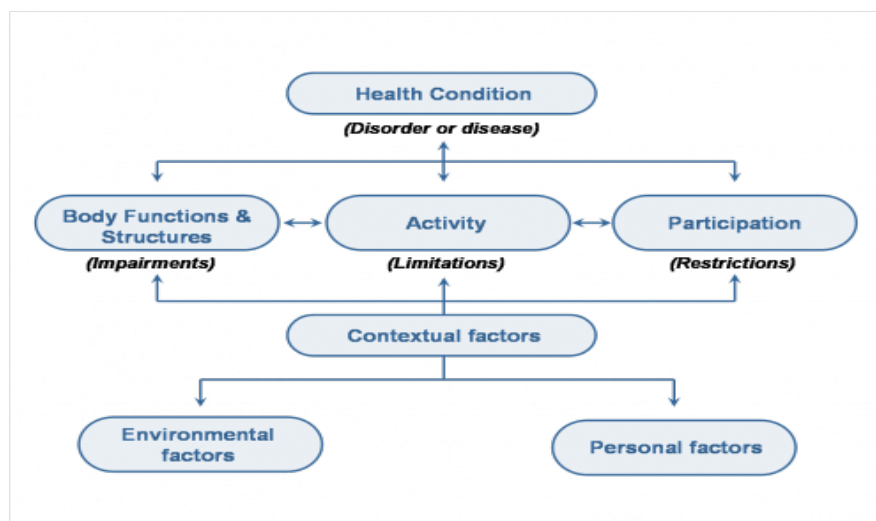 Health Condition
(Disorder or disease)
Body Functions &
Structures
Activity
Participation
(Impairments)
(Limitations)
(Restrictions)
Contextual factors
Environmental
factors
Personal factors